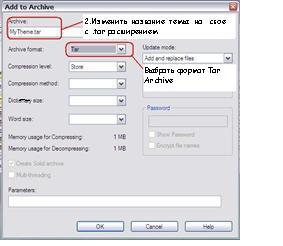 Add to Archive
Archive:
MyTheme.tar
2.Изменить название темы на свое
с .tar расширением
Archive format:
Tar
Update mode:
Add and replace files
Compression level:
Store
Выбрать формат Tar
Archive
Compression method:
Dictionary size:
Word size:
Password
Memory usage for Compressing:
1 MB
Show Password
Memory usage for Decompressing:
1 MB
Encrypt file names
Create Solid archive
Multi-threading
Parameters:
OK
Cancel
Help